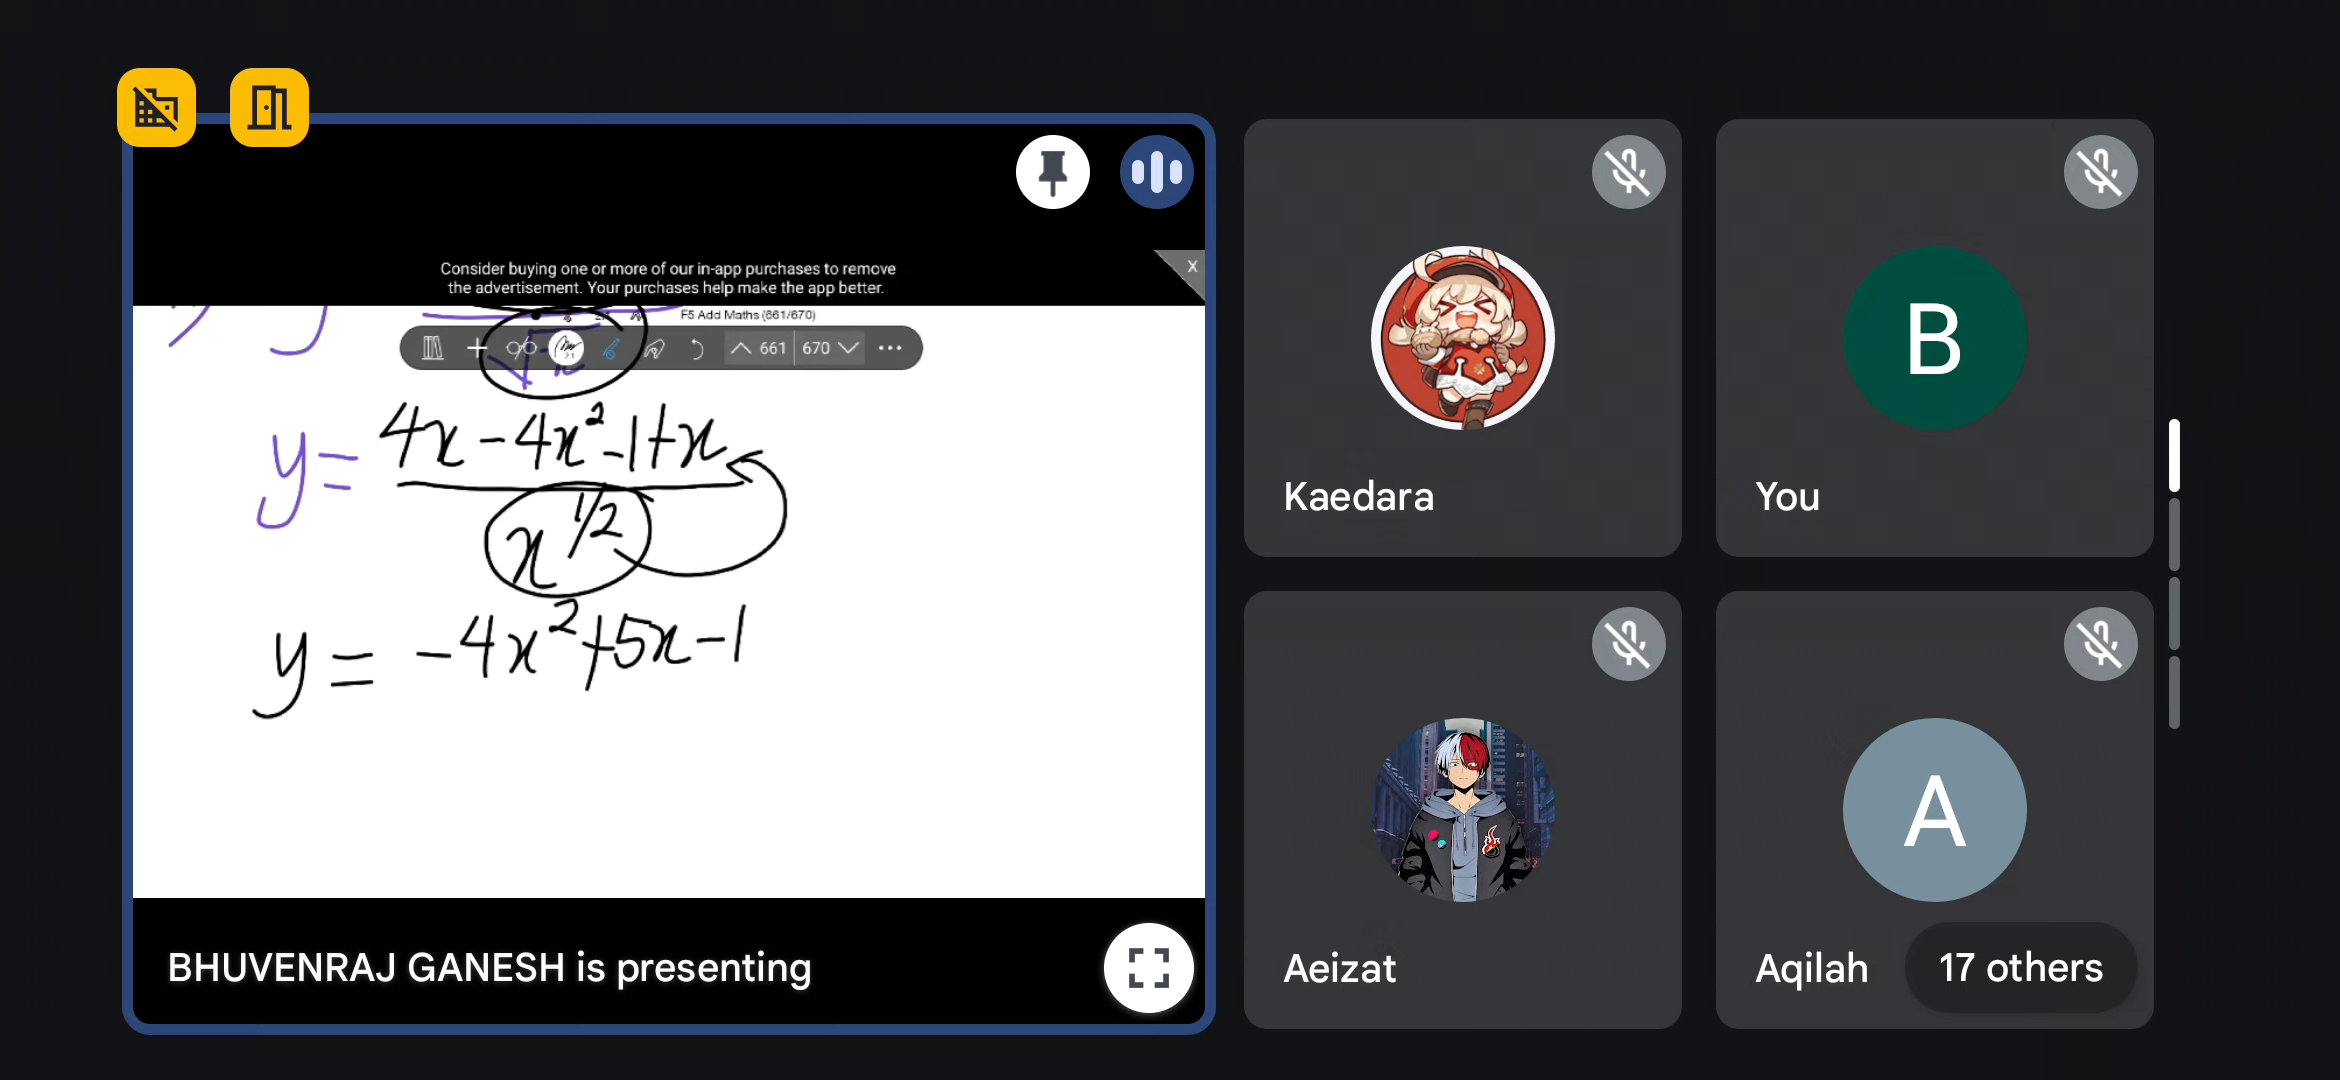 Consider buying one or more of our in-app purchases to remove
the advertisement. Your purchases help make the app better.
X
F5 Add Maths (661/670)
661 670
√x
y = 4x - 4x² - 1 + x
x^1/2
y = -4x² + 5x - 1
BHUVENRAJ GANESH is presenting
Kaedara
B
You
Aeizat
A
Aqilah
17 others